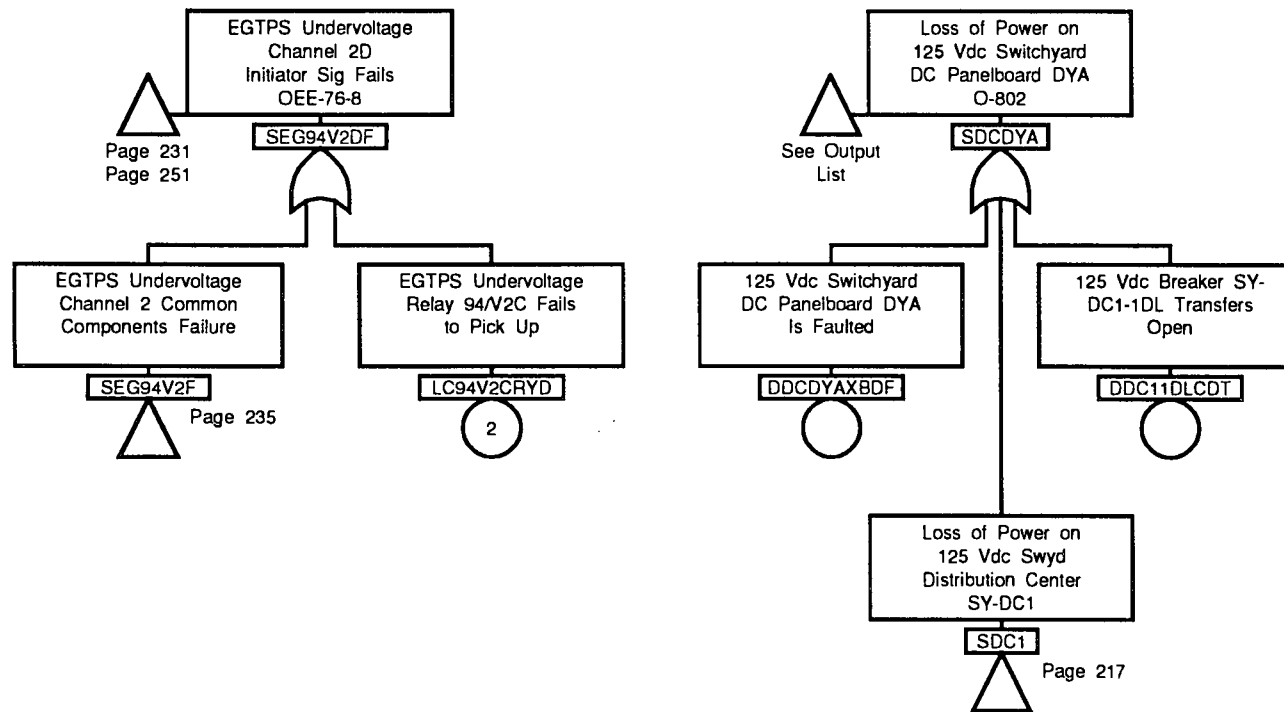 EGTPS Undervoltage
Channel 2D
Initiator Sig Fails
OEE-76-8
SEG94V2DF
Page 231
Page 251
EGTPS Undervoltage
Channel 2 Common
Components Failure
SEG94V2F
Page 235
EGTPS Undervoltage
Relay 94/V2C Fails
to Pick Up
LC94V2CRYD
2
Loss of Power on
125 Vdc Switchyard
DC Panelboard DYA
O-802
SDCDYA
See Output
List
125 Vdc Switchyard
DC Panelboard DYA
Is Faulted
DDCDYAXBDF
125 Vdc Breaker SY-
DC1-1DL Transfers
Open
DDC11DLCDT
Loss of Power on
125 Vdc Swyd
Distribution Center
SY-DC1
SDC1
Page 217